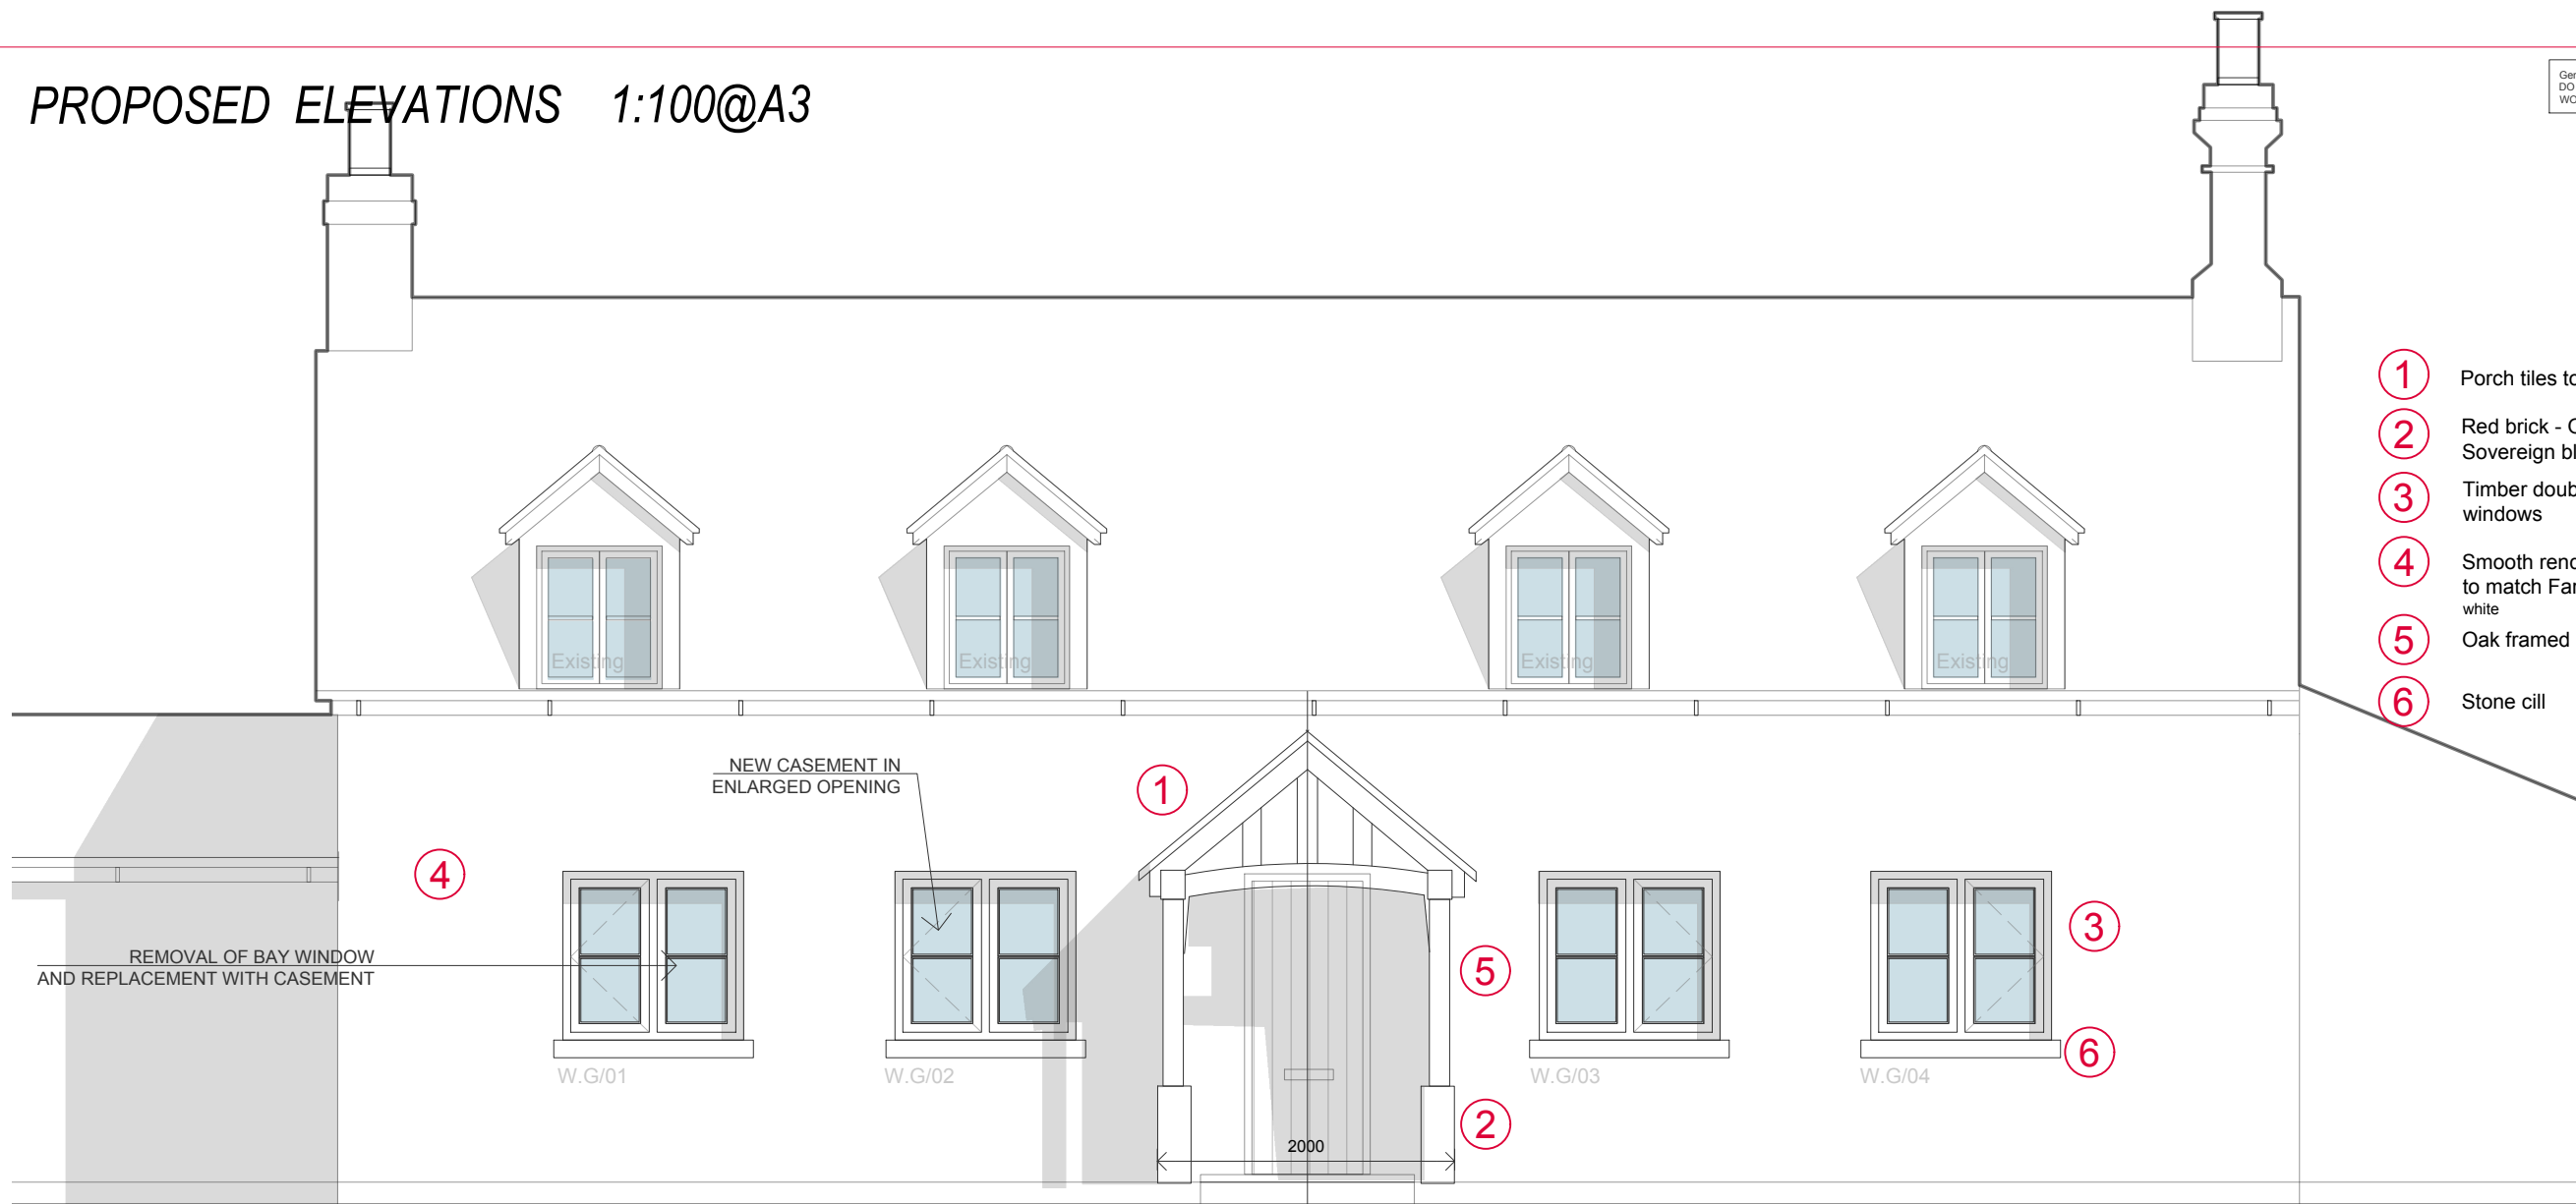 PROPOSED ELEVATIONS 1:100@A3
DO
1 Porch tiles
2 Red brick -
Sovereign
3 Timber
windows
4 Smooth
to match
white
5 Oak framed
6 Stone cill
Existing
Existing
Existing
Existing
NEW CASEMENT IN
ENLARGED OPENING
1
4
3
REMOVAL OF BAY WINDOW
AND REPLACEMENT WITH CASEMENT
5
6
W.G/01
W.G/02
W.G/03
W.G/04
2
2000